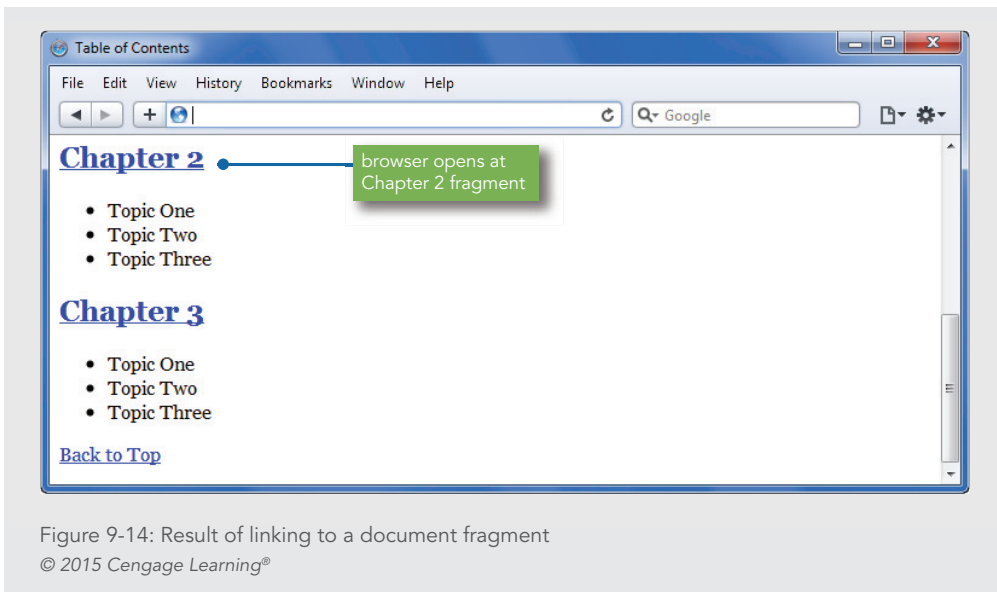 Table of Contents
File Edit View History Bookmarks Window Help
Google
Chapter 2
browser opens at
Chapter 2 fragment
• Topic One
• Topic Two
• Topic Three
Chapter 3
• Topic One
• Topic Two
• Topic Three
Back to Top
Figure 9-14: Result of linking to a document fragment
© 2015 Cengage Learning®